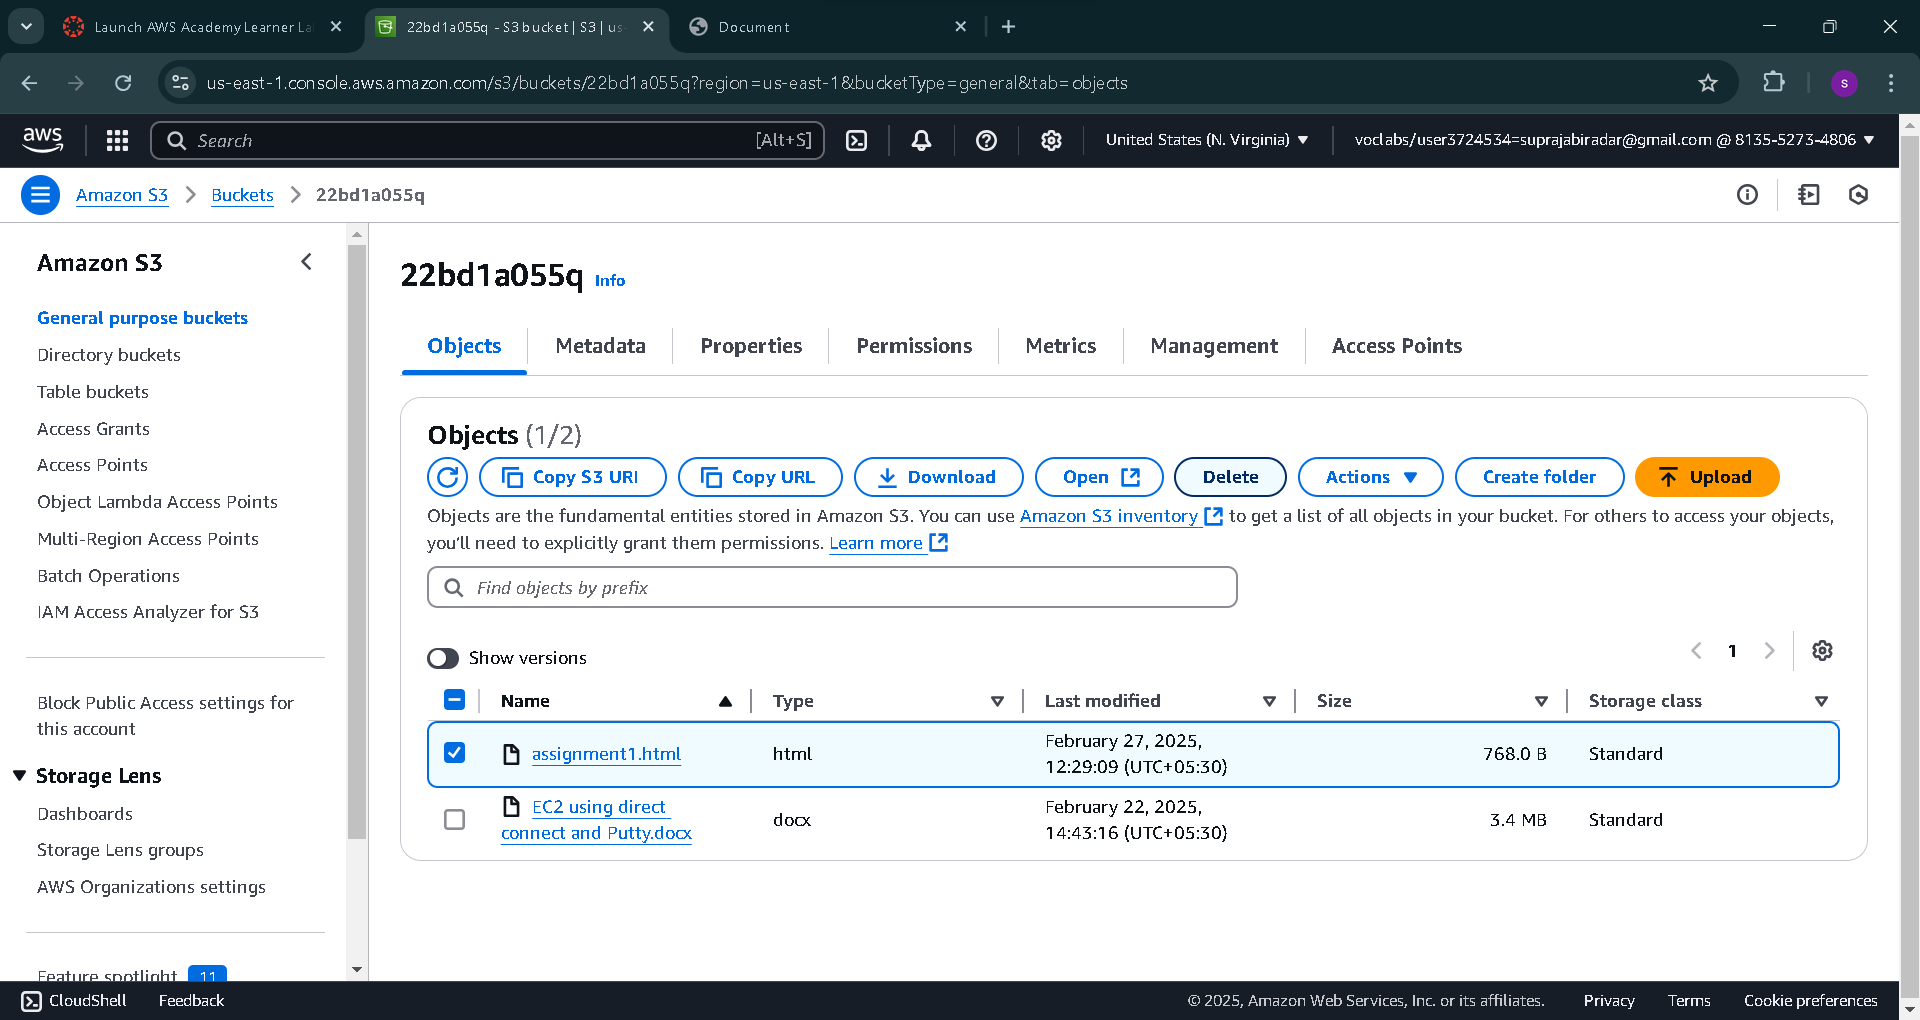 Launch AWS Academy Learner La
22bd1a055q - S3 bucket | S3 | us-
Document
us-east-1.console.aws.amazon.com/s3/buckets/22bd1a055q?region=us-east-1&bucketType=general&tab=objects
s
aws
Search
[Alt+S]
United States (N. Virginia)
voclabs/user3724534=suprajabiradar@gmail.com @ 8135-5273-4806
Amazon S3
Buckets
22bd1a055q
Amazon S3
General purpose buckets
Directory buckets
Table buckets
Access Grants
Access Points
Object Lambda Access Points
Multi-Region Access Points
Batch Operations
IAM Access Analyzer for S3
Block Public Access settings for
this account
Storage Lens
Dashboards
Storage Lens groups
AWS Organizations settings
Feature spotlight 11
22bd1a055q Info
Objects
Metadata
Properties
Permissions
Metrics
Management
Access Points
Objects (1/2)
Copy S3 URI
Copy URL
Download
Open
Delete
Actions
Create folder
Upload
Objects are the fundamental entities stored in Amazon S3. You can use Amazon S3 inventory to get a list of all objects in your bucket. For others to access your objects,
you'll need to explicitly grant them permissions. Learn more
Find objects by prefix
Show versions
1
Name Type Last modified Size Storage class
assignment1.html html February 27, 2025, 768.0 B Standard
12:29:09 (UTC+05:30)
EC2 using direct docx February 22, 2025, 3.4 MB Standard
connect and Putty.docx 14:43:16 (UTC+05:30)
CloudShell
Feedback
© 2025, Amazon Web Services, Inc. or its affiliates.
Privacy
Terms
Cookie preferences